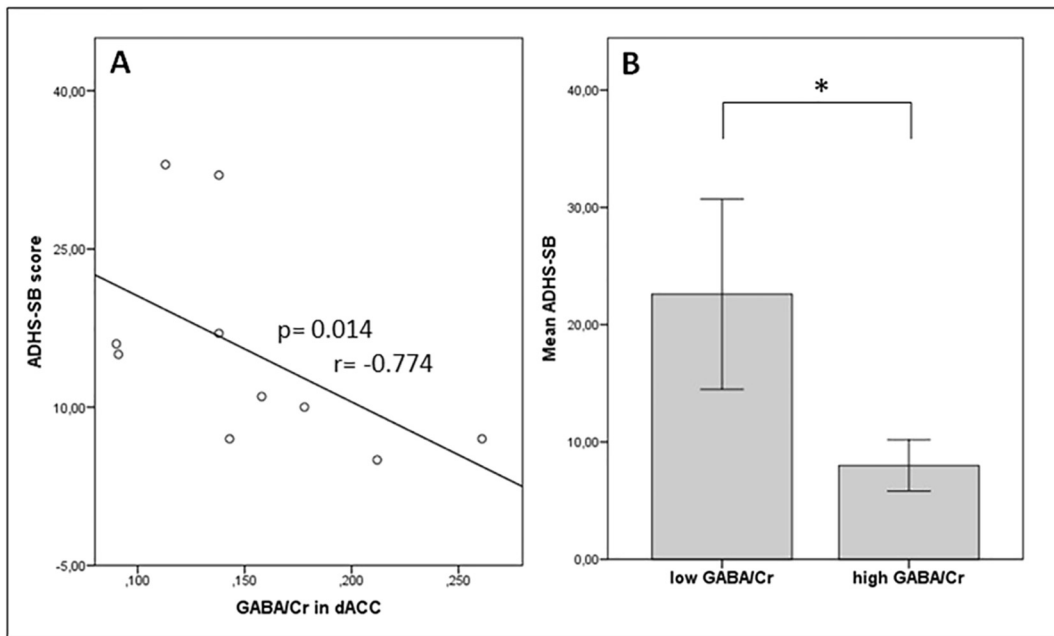 A
40,00
25,00
10,00
-5,00
ADHS-SB score
p= 0.014
r= -0.774
,100 ,150 ,200 ,250
GABA/Cr in dACC
B
*
40,00
30,00
20,00
10,00
0,00
Mean ADHS-SB
low GABA/Cr high GABA/Cr